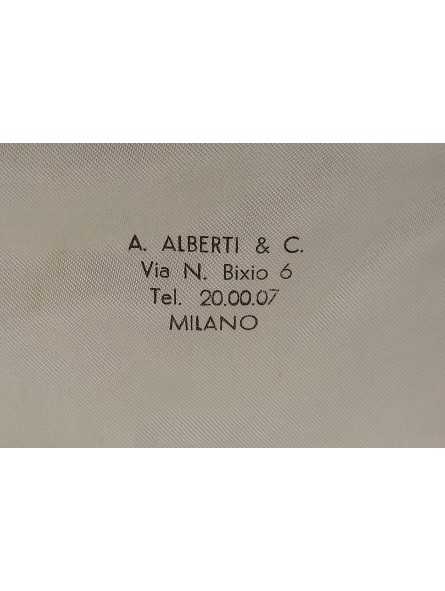 A. ALBERTI & C.
Via N. Bixio 6
Tel. 20.00.07
MILANO